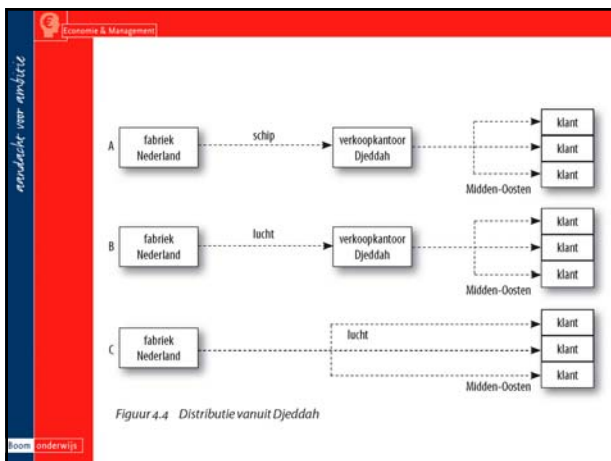 Economie & Management
aandacht voor ambitie
A
fabriek
Nederland
schip
verkoopkantoor
Djeddah
klant
klant
klant
Midden-Oosten
B
fabriek
Nederland
lucht
verkoopkantoor
Djeddah
klant
klant
klant
Midden-Oosten
C
fabriek
Nederland
lucht
klant
klant
klant
Midden-Oosten
Figuur 4.4 Distributie vanuit Djeddah
Boom onderwijs